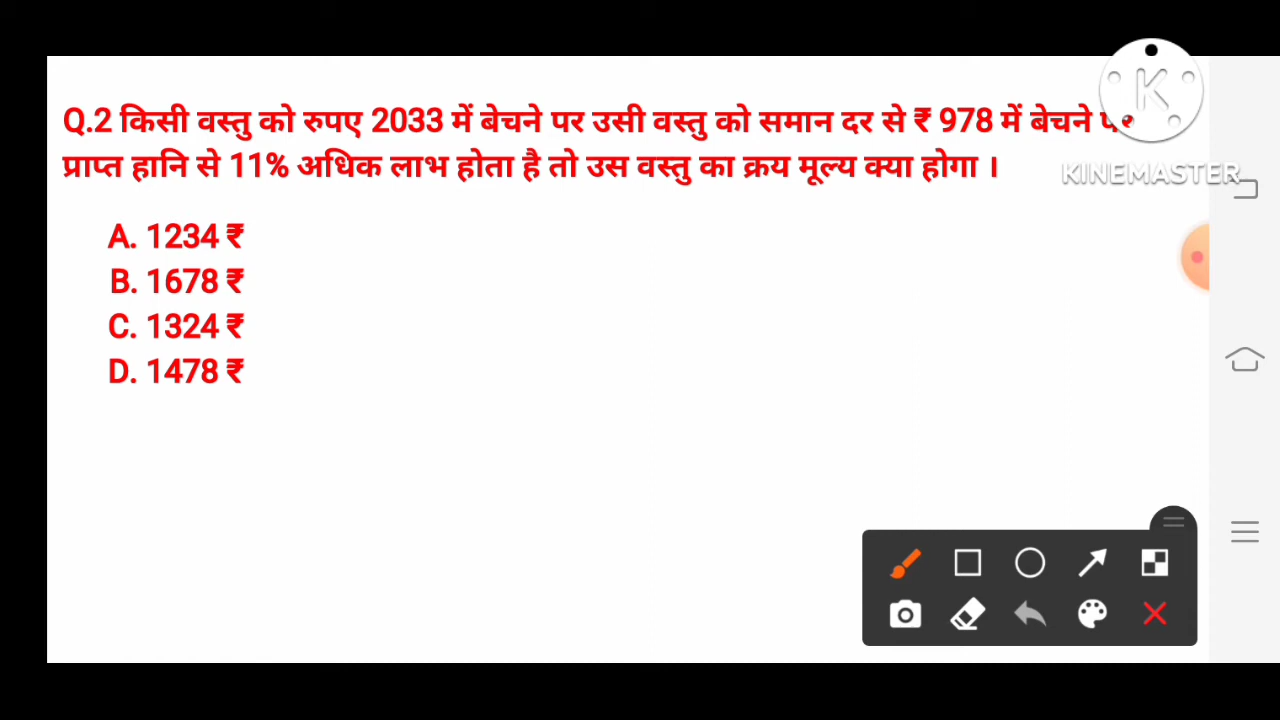 Q.2 किसी वस्तु को रुपए 2033 में बेचने पर उसी वस्तु को समान दर से ₹ 978 में बेचने पर
प्राप्त हानि से 11% अधिक लाभ होता है तो उस वस्तु का क्रय मूल्य क्या होगा ।
A. 1234 ₹
B. 1678 ₹
C. 1324 ₹
D. 1478 ₹
K
KINEMASTER